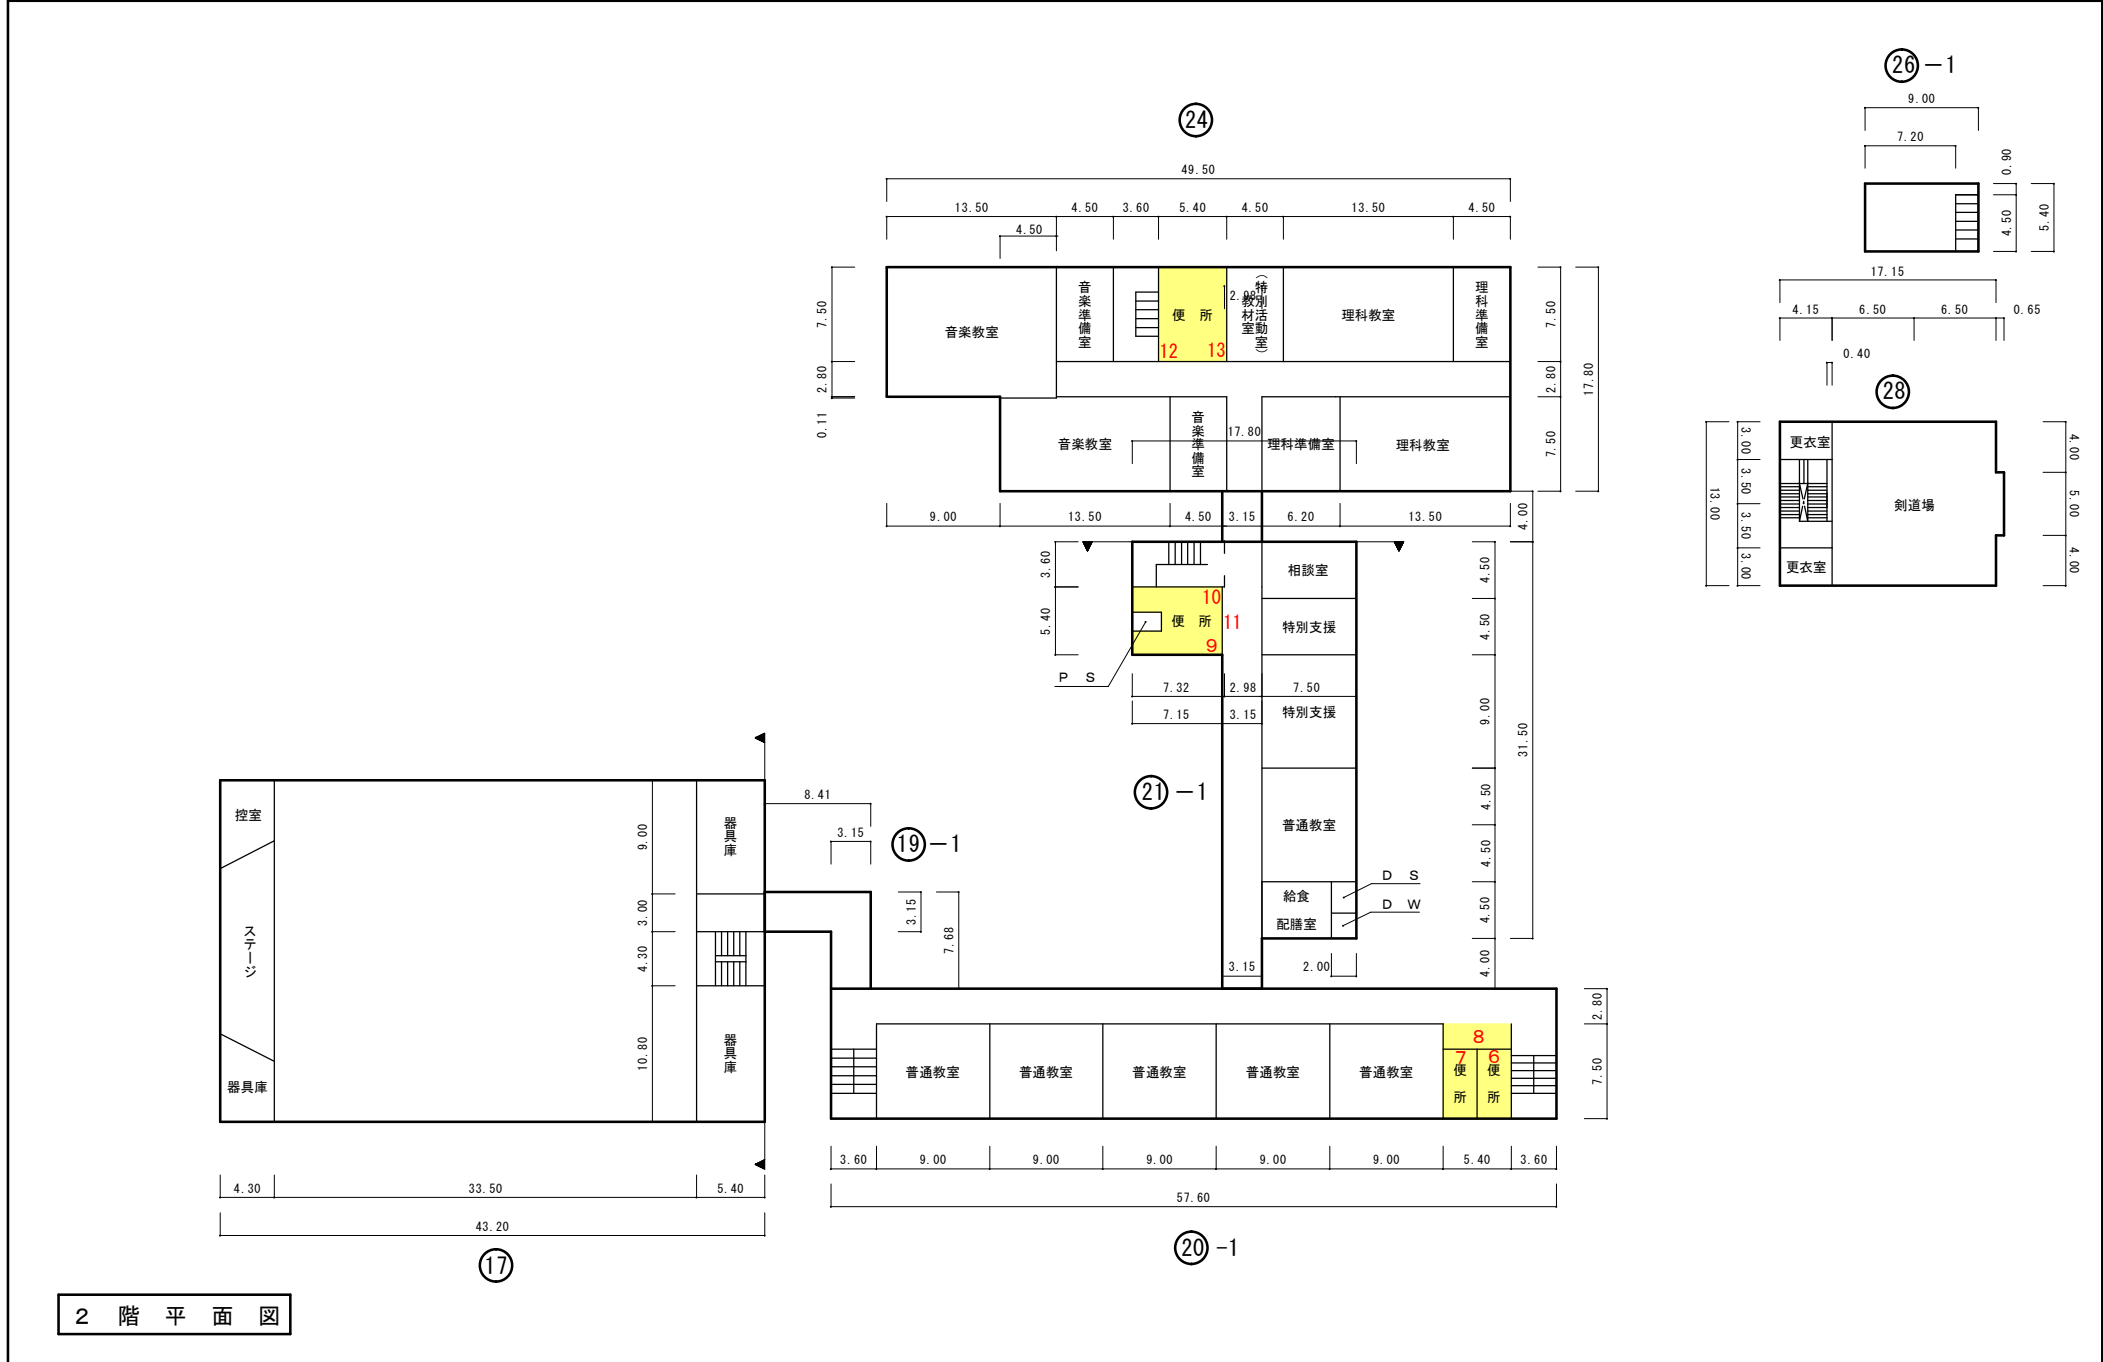 ㉖－1
9.00
7.20
0.90
4.50
5.40
㉔
49.50
13.50
4.50
3.60
5.40
4.50
13.50
4.50
4.50
7.50
2.80
0.11
音楽教室
音楽準備室
便 所
12
13
2.98
(特別活動室)
教材室
理科教室
理科準備室
7.50
2.80
7.50
17.80
音楽教室
音楽準備室
17.80
理科準備室
理科教室
9.00
13.50
4.50
3.15
6.20
13.50
4.00
17.15
4.15
6.50
6.50
0.65
0.40
㉘
13.00
3.00
3.50
3.50
3.00
更衣室
剣道場
更衣室
4.00
5.00
4.00
3.60
5.40
10
便 所
11
9
P S
相談室
特別支援
7.32
2.98
7.50
7.15
3.15
特別支援
㉑－1
普通教室
給食
配膳室
D S
D W
4.50
4.50
9.00
4.50
4.50
4.50
4.00
31.50
3.15
2.00
8.41
3.15
⑲－1
3.15
7.68
控室
ステージ
器具庫
9.00
3.00
4.30
10.80
器具庫
器具庫
4.30
33.50
5.40
43.20
⑰
普通教室
普通教室
普通教室
普通教室
普通教室
8
7
6
便所
便所
2.80
7.50
3.60
9.00
9.00
9.00
9.00
9.00
5.40
3.60
57.60
⑳-1
2 階 平 面 図